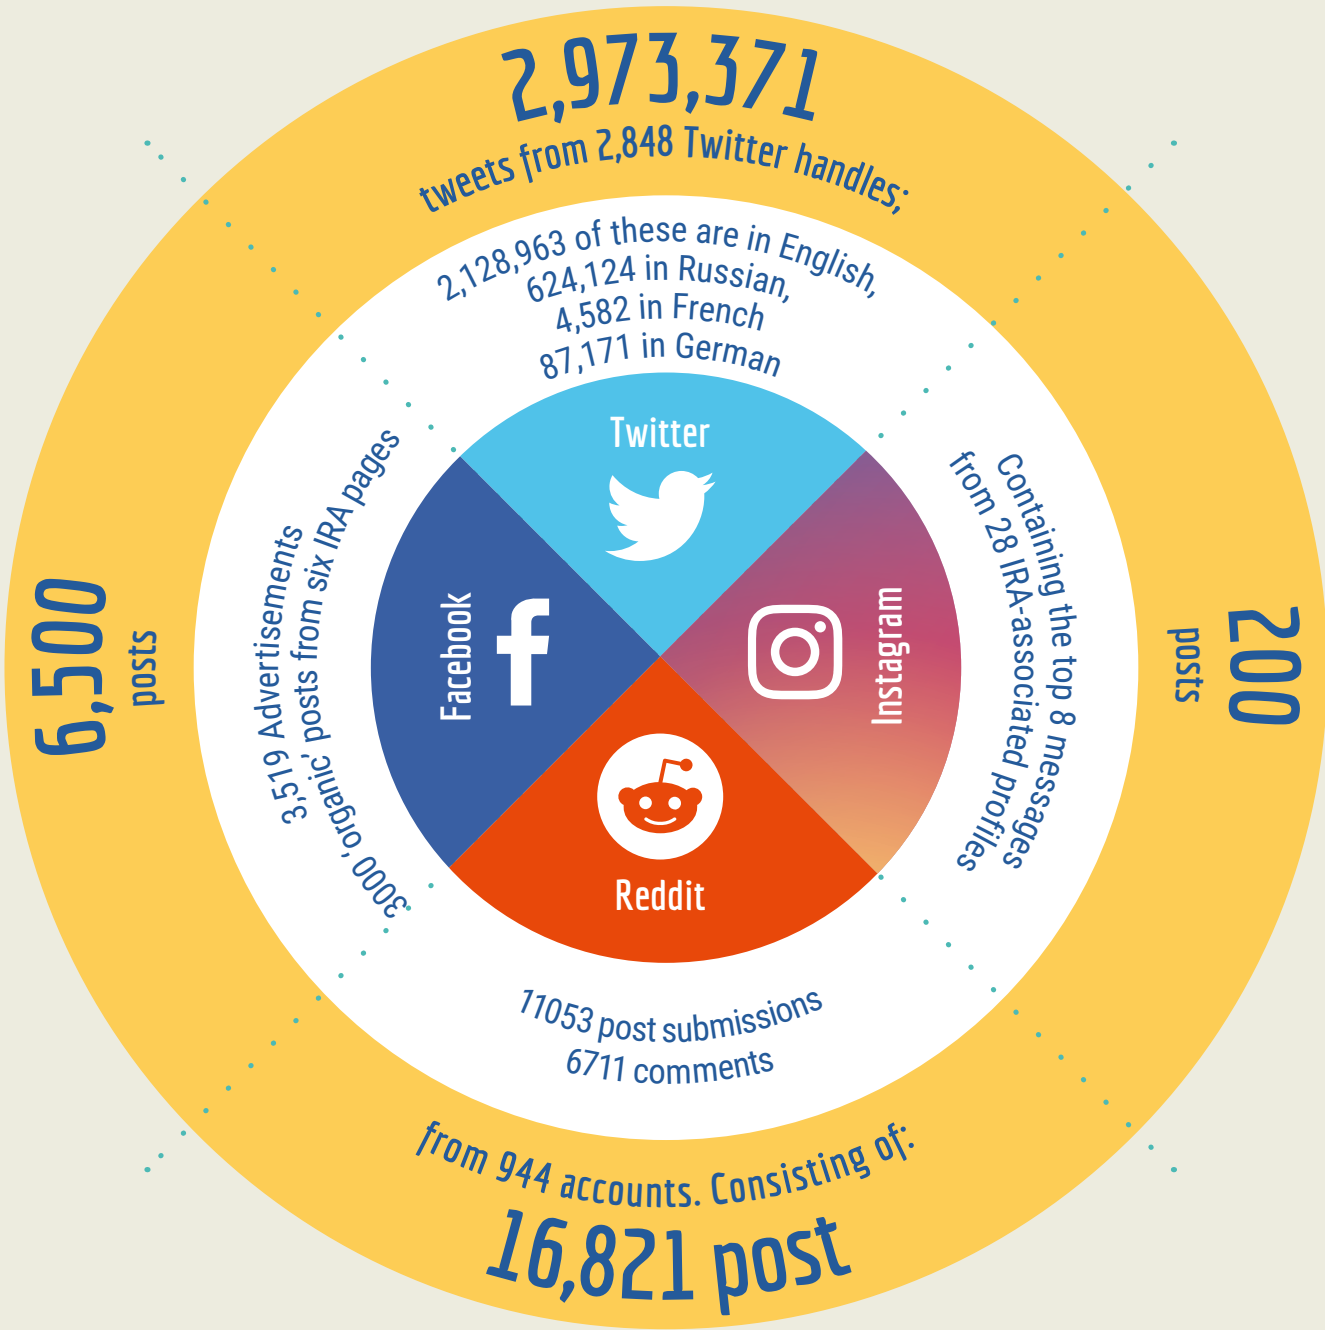 2,973,371
tweets from 2,848 Twitter handles;
2,128,963 of these are in English,
624,124 in Russian,
4,582 in French
87,171 in German
Twitter
6,500
posts
3,519 Advertisements
3000 ‚organic‘ posts from six IRA pages
Facebook
Instagram
Containing the top 8 messages
from 28 IRA-associated profiles
200
posts
Reddit
11053 post submissions
6711 comments
from 944 accounts. Consisting of:
16,821 post